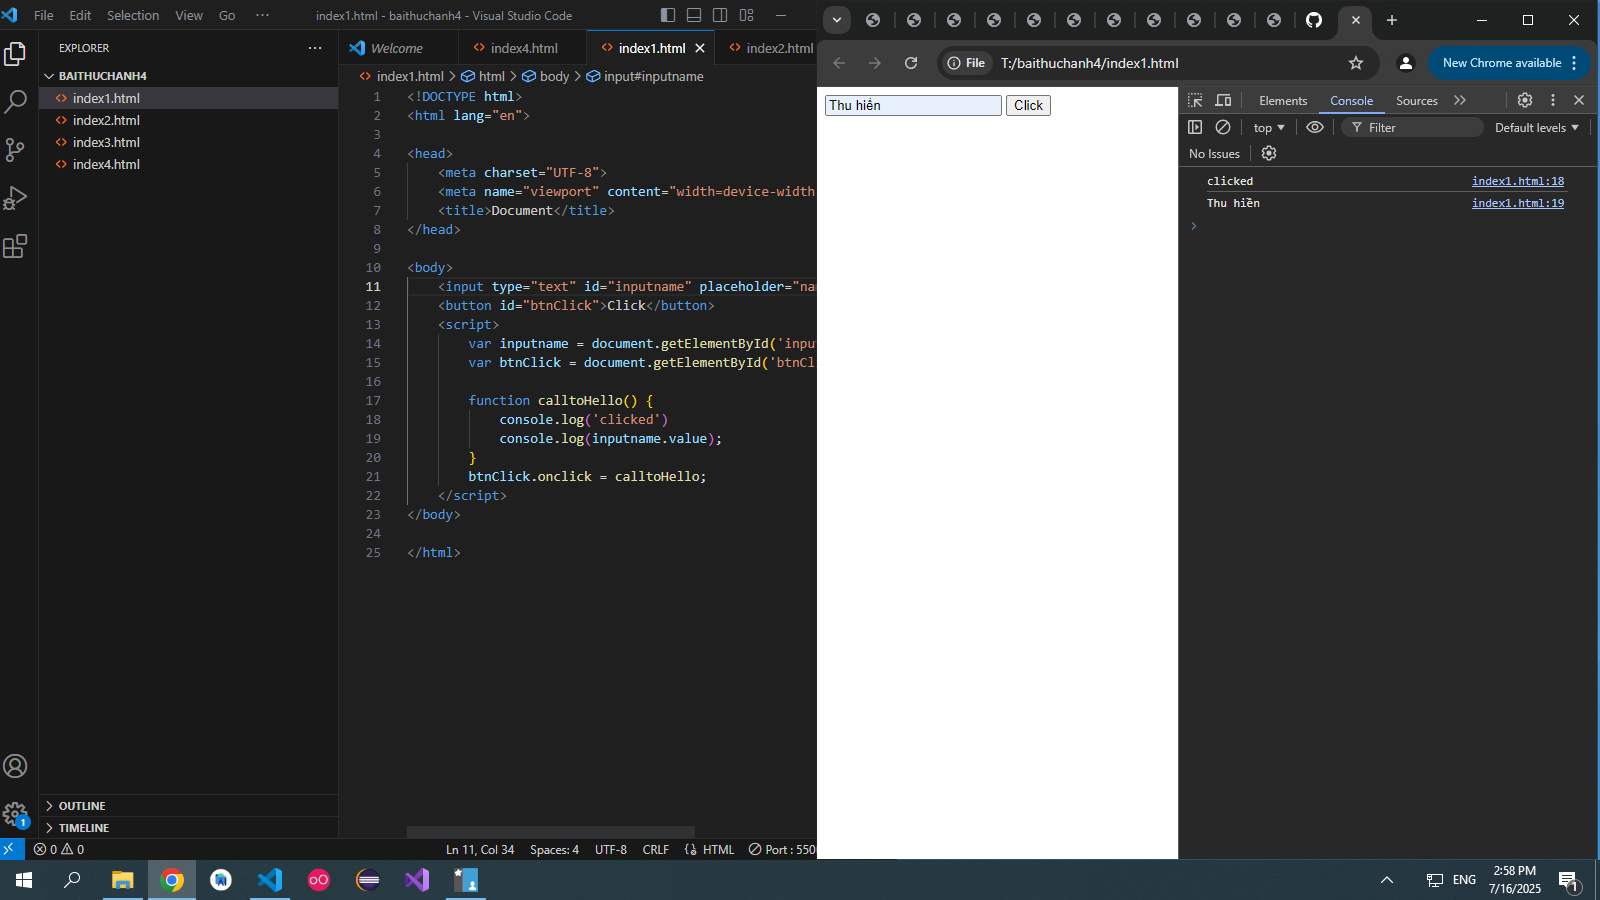 File Edit Selection View Go ··· index1.html - baithuchanh4 - Visual Studio Code
EXPLORER ···
BAITHUCHANH4
index1.html
index2.html
index3.html
index4.html
OUTLINE
TIMELINE
1
Welcome index4.html index1.html index2.html
index1.html > html > body > input#inputname
1 <!DOCTYPE html>
2 <html lang="en">
3
4 <head>
5 <meta charset="UTF-8">
6 <meta name="viewport" content="width=device-width
7 <title>Document</title>
8 </head>
9
10 <body>
11 <input type="text" id="inputname" placeholder="nam
12 <button id="btnClick">Click</button>
13 <script>
14 var inputname = document.getElementById('input
15 var btnClick = document.getElementById('btnCli
16
17 function calltoHello() {
18 console.log('clicked')
19 console.log(inputname.value);
20 }
21 btnClick.onclick = calltoHello;
22 </script>
23 </body>
24
25 </html>
0 0 Ln 11, Col 34 Spaces: 4 UTF-8 CRLF {} HTML Port : 550
File T:/baithuchanh4/index1.html New Chrome available
Thu hiền Click
Elements Console Sources
top Filter Default levels
No Issues
clicked index1.html:18
Thu hiền index1.html:19
ENG
2:58 PM
7/16/2025
1